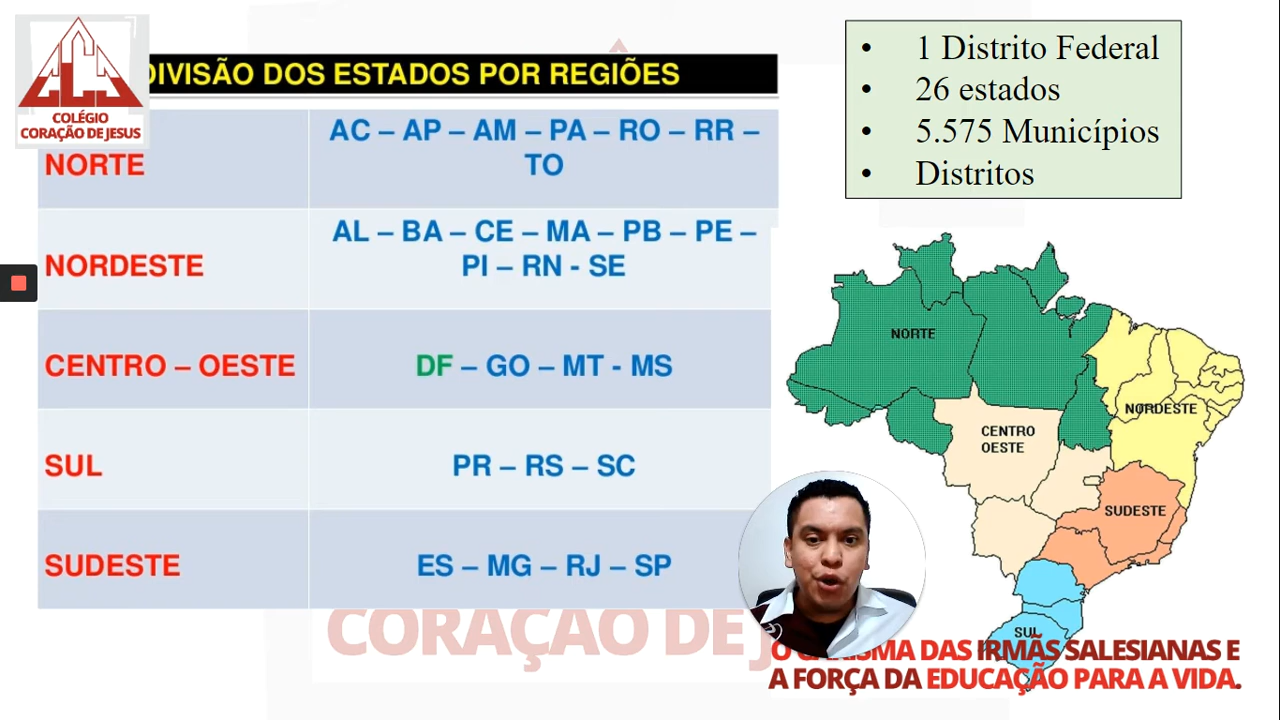 COLÉGIO
CORAÇÃO DE JESUS
DIVISÃO DOS ESTADOS POR REGIÕES
NORTE
AC – AP – AM – PA – RO – RR –
TO
NORDESTE
AL – BA – CE – MA – PB – PE –
PI – RN - SE
CENTRO – OESTE
DF – GO – MT - MS
SUL
PR – RS – SC
SUDESTE
ES – MG – RJ – SP
• 1 Distrito Federal
• 26 estados
• 5.575 Municípios
• Distritos
NORTE
NORDESTE
CENTRO
OESTE
SUDESTE
SUL
CORAÇÃO DE J
O CARISMA DAS IRMÃS SALESIANAS E
A FORÇA DA EDUCAÇÃO PARA A VIDA.